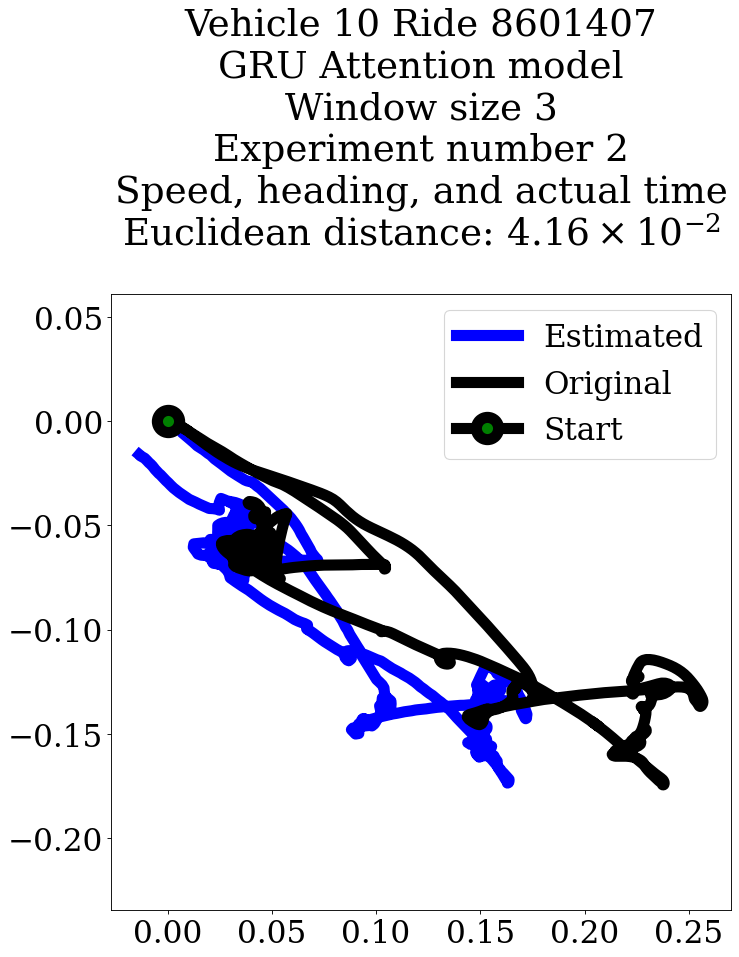 Vehicle 10 Ride 8601407
GRU Attention model
Window size 3
Experiment number 2
Speed, heading, and actual time
Euclidean distance: 4.16 × 10⁻²
Estimated
Original
Start
0.05
0.00
−0.05
−0.10
−0.15
−0.20
0.00 0.05 0.10 0.15 0.20 0.25